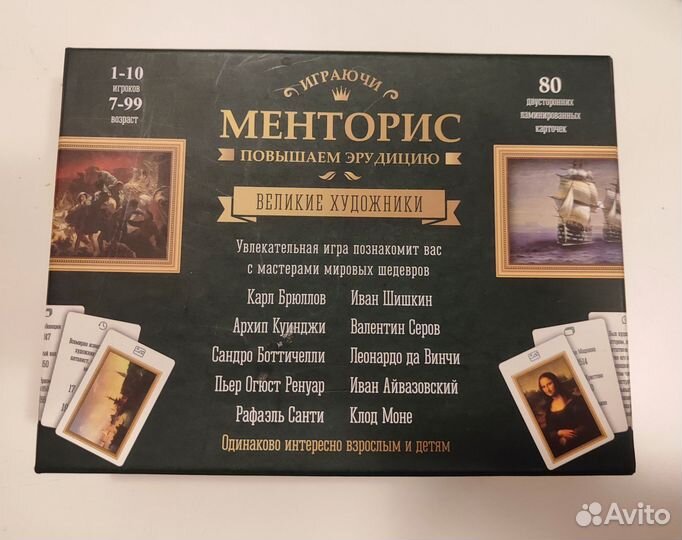 1-10
игроков
7-99
возраст
ИГРАЮЧИ
МЕНТОРИС
ПОВЫШАЕМ ЭРУДИЦИЮ
ВЕЛИКИЕ ХУДОЖНИКИ
80
двусторонних
ламинированных
карточек
Увлекательная игра познакомит вас
с мастерами мировых шедевров
Карл Брюллов Иван Шишкин
Архип Куинджи Валентин Серов
Сандро Боттичелли Леонардо да Винчи
Пьер Огюст Ренуар Иван Айвазовский
Рафаэль Санти Клод Моне
Одинаково интересно взрослым и детям
Avito